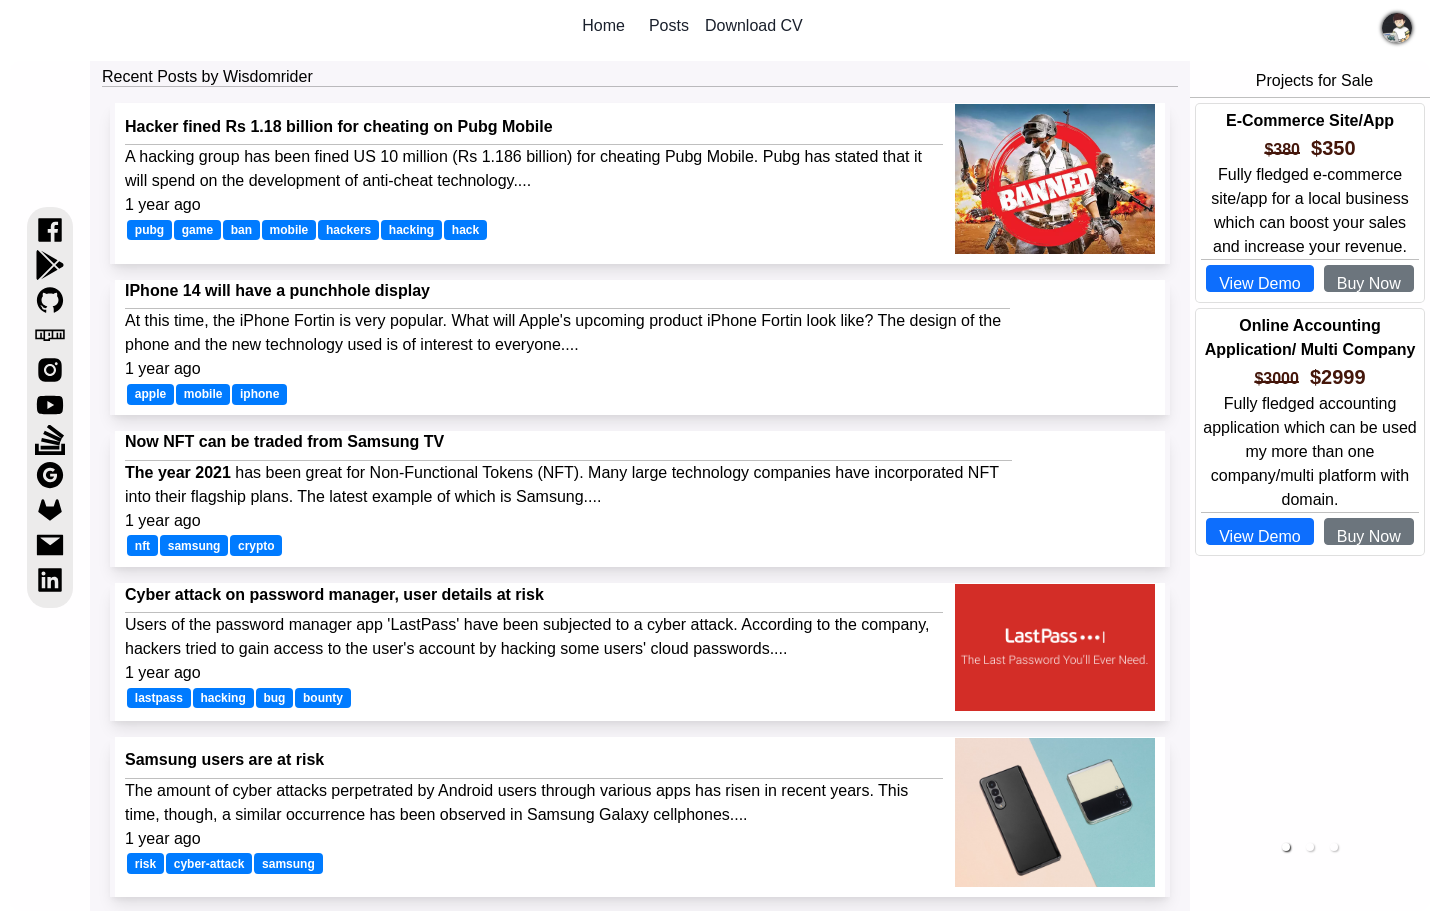 Home Posts Download CV
Recent Posts by Wisdomrider
Hacker fined Rs 1.18 billion for cheating on Pubg Mobile
A hacking group has been fined US 10 million (Rs 1.186 billion) for cheating Pubg Mobile. Pubg has stated that it
will spend on the development of anti-cheat technology....
1 year ago
pubg game ban mobile hackers hacking hack
BANNED
IPhone 14 will have a punchhole display
At this time, the iPhone Fortin is very popular. What will Apple's upcoming product iPhone Fortin look like? The design of the
phone and the new technology used is of interest to everyone....
1 year ago
apple mobile iphone
Now NFT can be traded from Samsung TV
The year 2021 has been great for Non-Functional Tokens (NFT). Many large technology companies have incorporated NFT
into their flagship plans. The latest example of which is Samsung....
1 year ago
nft samsung crypto
Cyber attack on password manager, user details at risk
Users of the password manager app 'LastPass' have been subjected to a cyber attack. According to the company,
hackers tried to gain access to the user's account by hacking some users' cloud passwords....
1 year ago
lastpass hacking bug bounty
LastPass•••|
The Last Password You'll Ever Need.
Samsung users are at risk
The amount of cyber attacks perpetrated by Android users through various apps has risen in recent years. This
time, though, a similar occurrence has been observed in Samsung Galaxy cellphones....
1 year ago
risk cyber-attack samsung
Projects for Sale
E-Commerce Site/App
$380 $350
Fully fledged e-commerce
site/app for a local business
which can boost your sales
and increase your revenue.
View Demo Buy Now
Online Accounting
Application/ Multi Company
$3000 $2999
Fully fledged accounting
application which can be used
my more than one
company/multi platform with
domain.
View Demo Buy Now